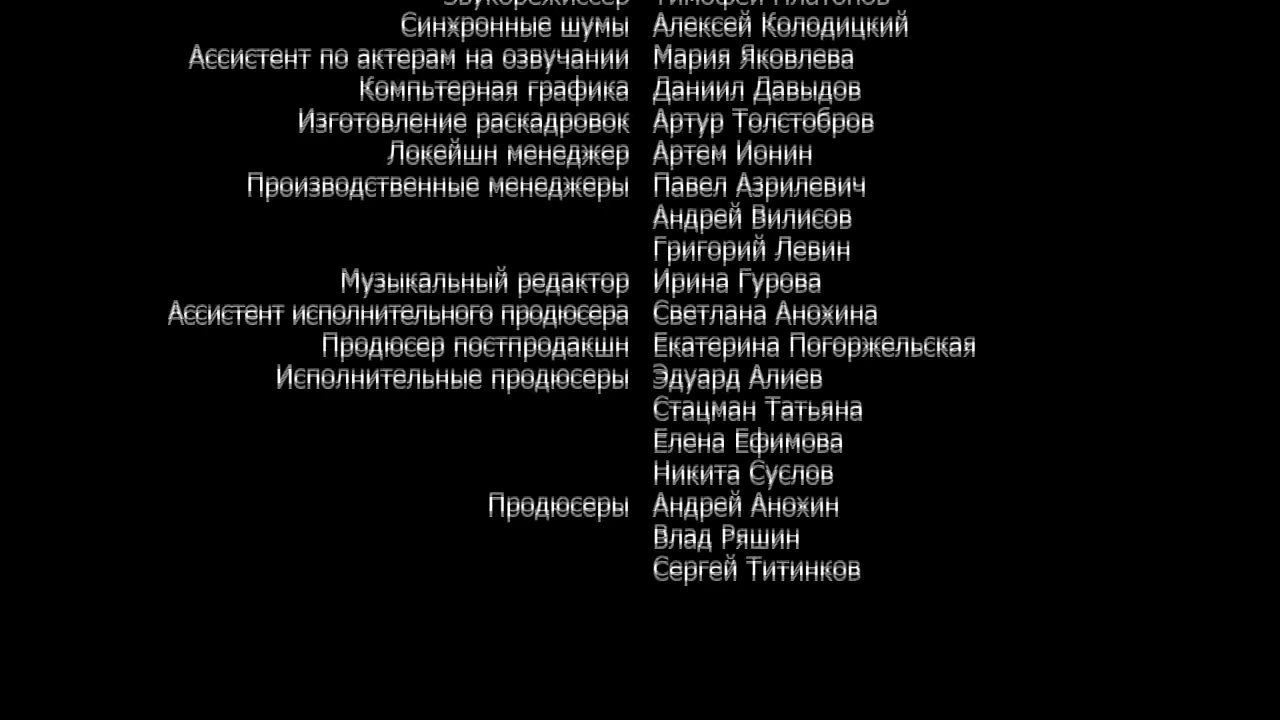 Звукорежиссер Тимофей Платонов
Синхронные шумы Алексей Колодицкий
Ассистент по актерам на озвучании Мария Яковлева
Компьтерная графика Даниил Давыдов
Изготовление раскадровок Артур Толстобров
Локейшн менеджер Артем Ионин
Производственные менеджеры Павел Азрилевич
Андрей Вилисов
Григорий Левин
Музыкальный редактор Ирина Гурова
Ассистент исполнительного продюсера Светлана Анохина
Продюсер постпродакшн Екатерина Погоржельская
Исполнительные продюсеры Эдуард Алиев
Стацман Татьяна
Елена Ефимова
Никита Суслов
Продюсеры Андрей Анохин
Влад Ряшин
Сергей Титинков